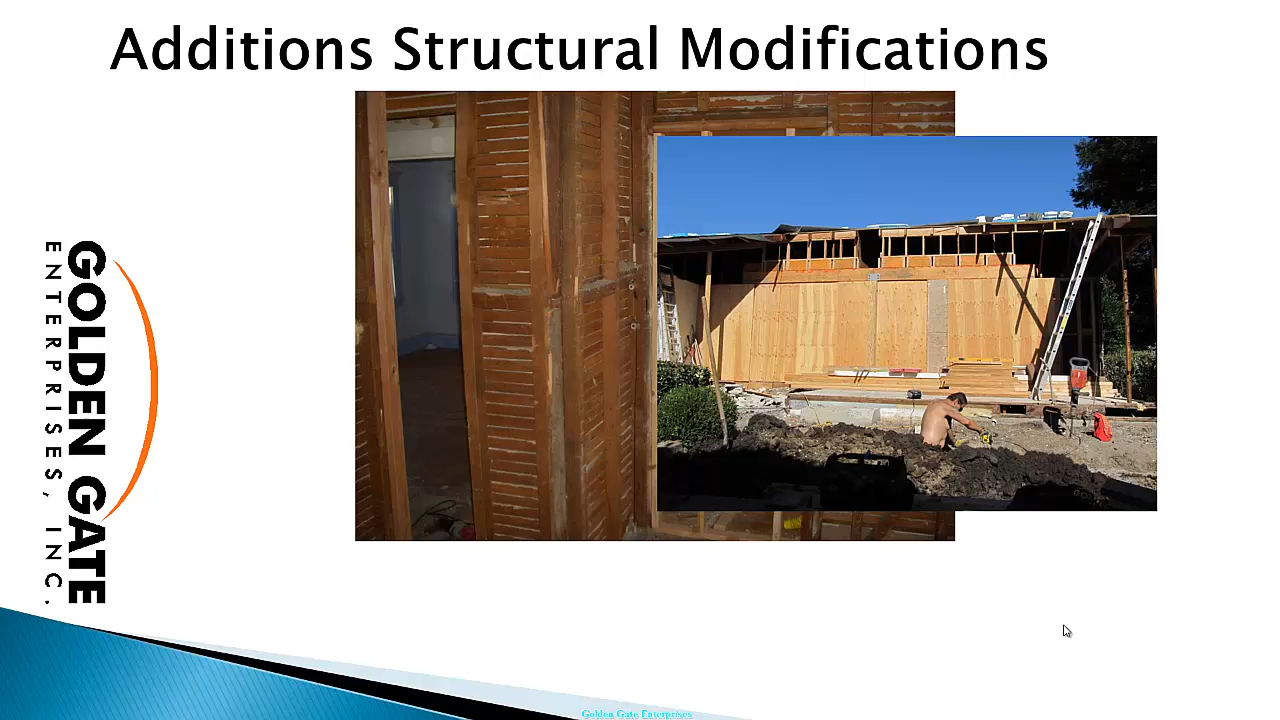 Additions Structural Modifications
GOLDEN GATE
ENTERPRISES, INC.
Golden Gate Enterprises